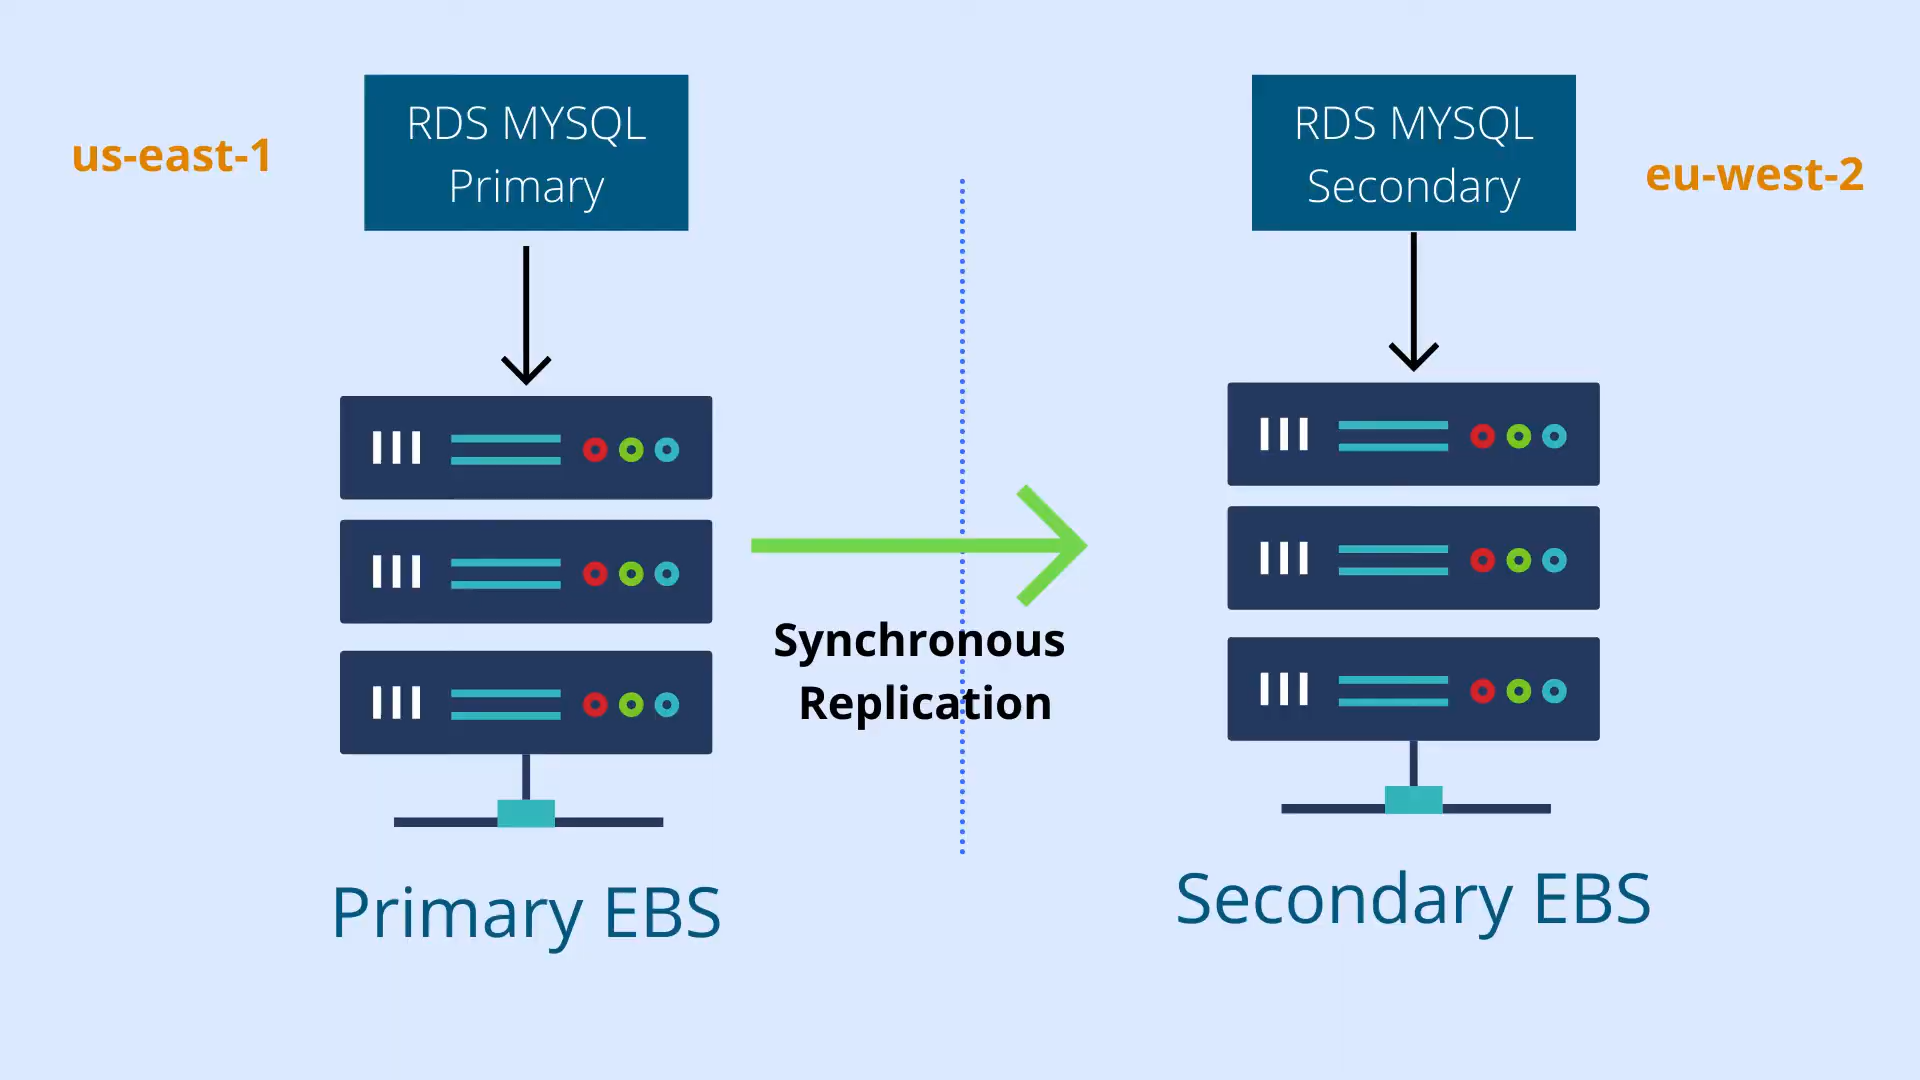 us-east-1
RDS MYSQL
Primary
RDS MYSQL
Secondary
eu-west-2
Synchronous
Replication
Primary EBS
Secondary EBS